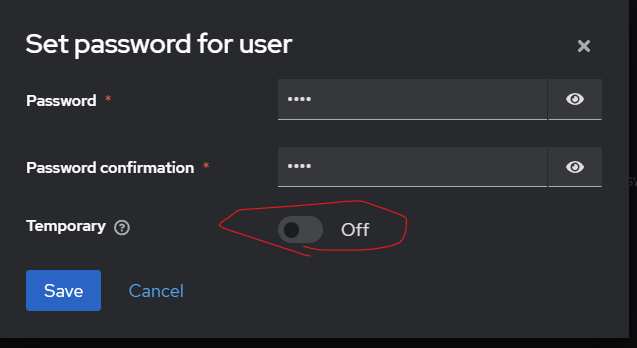 Set password for user
Password *
••••
Password confirmation *
••••
Temporary ?
Off
Save
Cancel